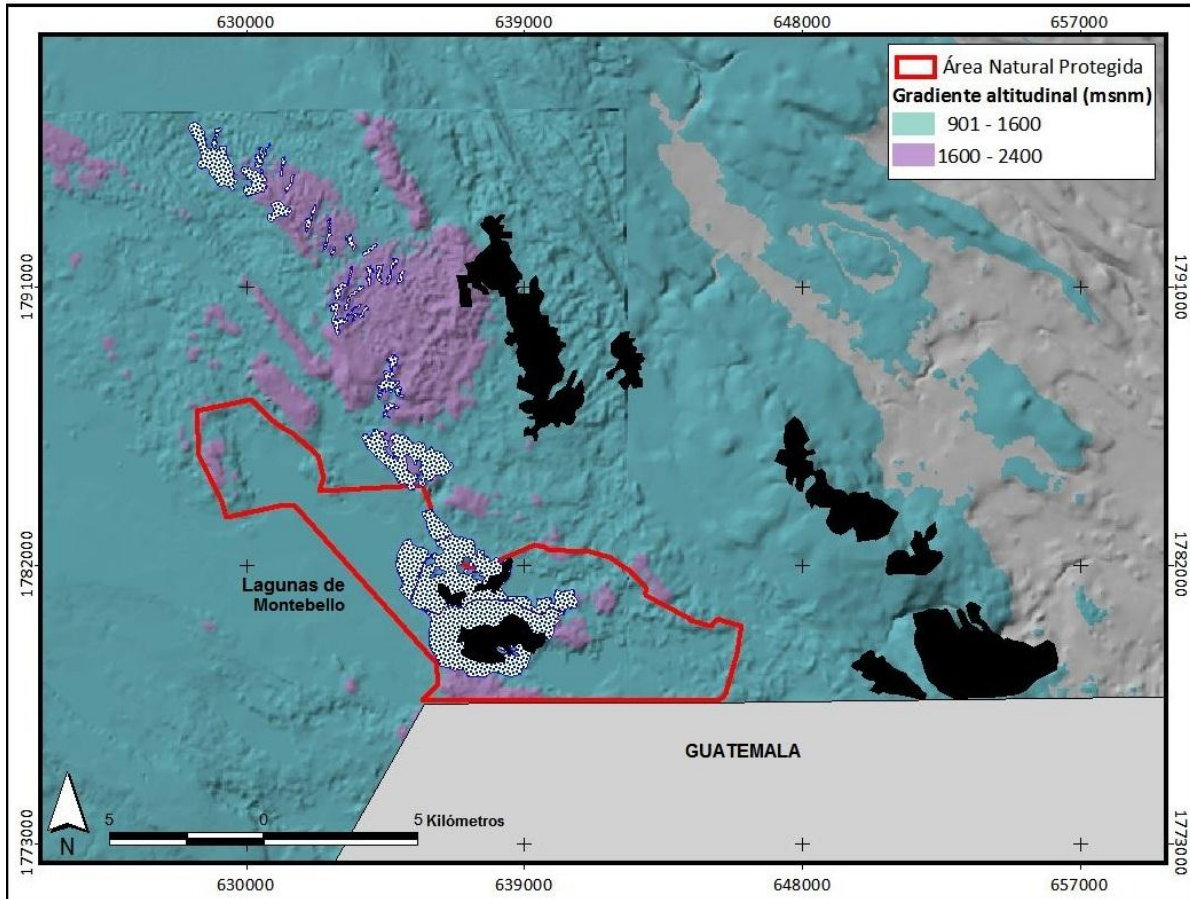 630000 639000 648000 657000
Área Natural Protegida
Gradiente altitudinal (msnm)
901 - 1600
1600 - 2400
1791000 1791000
1782000 1782000
Lagunas de
Montebello
GUATEMALA
5 0 5 Kilómetros
N
1773000 1773000
630000 639000 648000 657000